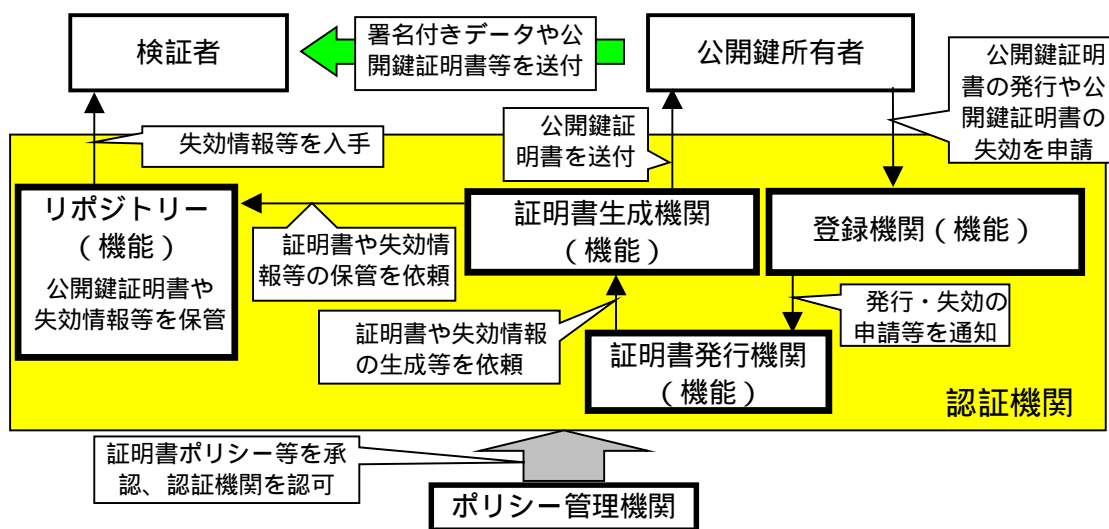 検証者
署名付きデータや公
開鍵証明書等を送付
公開鍵所有者
公開鍵証明
書の発行や公
開鍵証明書の
失効を申請
失効情報等を入手
公開鍵証
明書を送付
リポジトリー
(機能)
公開鍵証明書や
失効情報等を保管
証明書や失効情
報等の保管を依頼
証明書生成機関
(機能)
登録機関(機能)
発行・失効の
申請等を通知
証明書や失効情報
の生成等を依頼
証明書発行機関
(機能)
認証機関
証明書ポリシー等を承
認、認証機関を認可
ポリシー管理機関